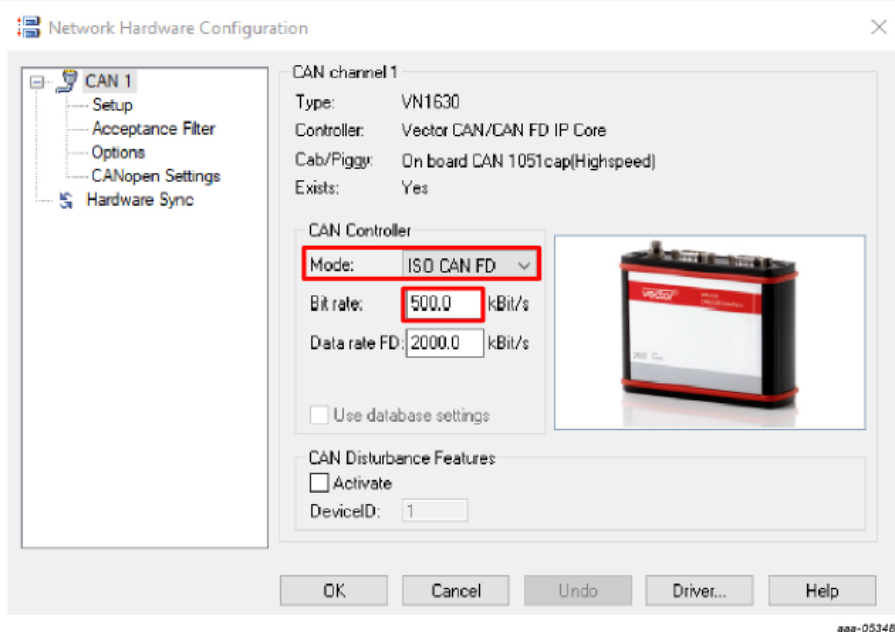 Network Hardware Configuration
CAN 1
Setup
Acceptance Filter
Options
CANopen Settings
Hardware Sync
CAN channel 1
Type: VN1630
Controller: Vector CAN/CAN FD IP Core
Cab/Piggy: On board CAN 1051cap(Highspeed)
Exists: Yes
CAN Controller
Mode: ISO CAN FD
Bit rate: 500.0 kBit/s
Data rate FD: 2000.0 kBit/s
Use database settings
vector
CAN Disturbance Features
Activate
DeviceID: 1
OK Cancel Undo Driver... Help
aaa-05348